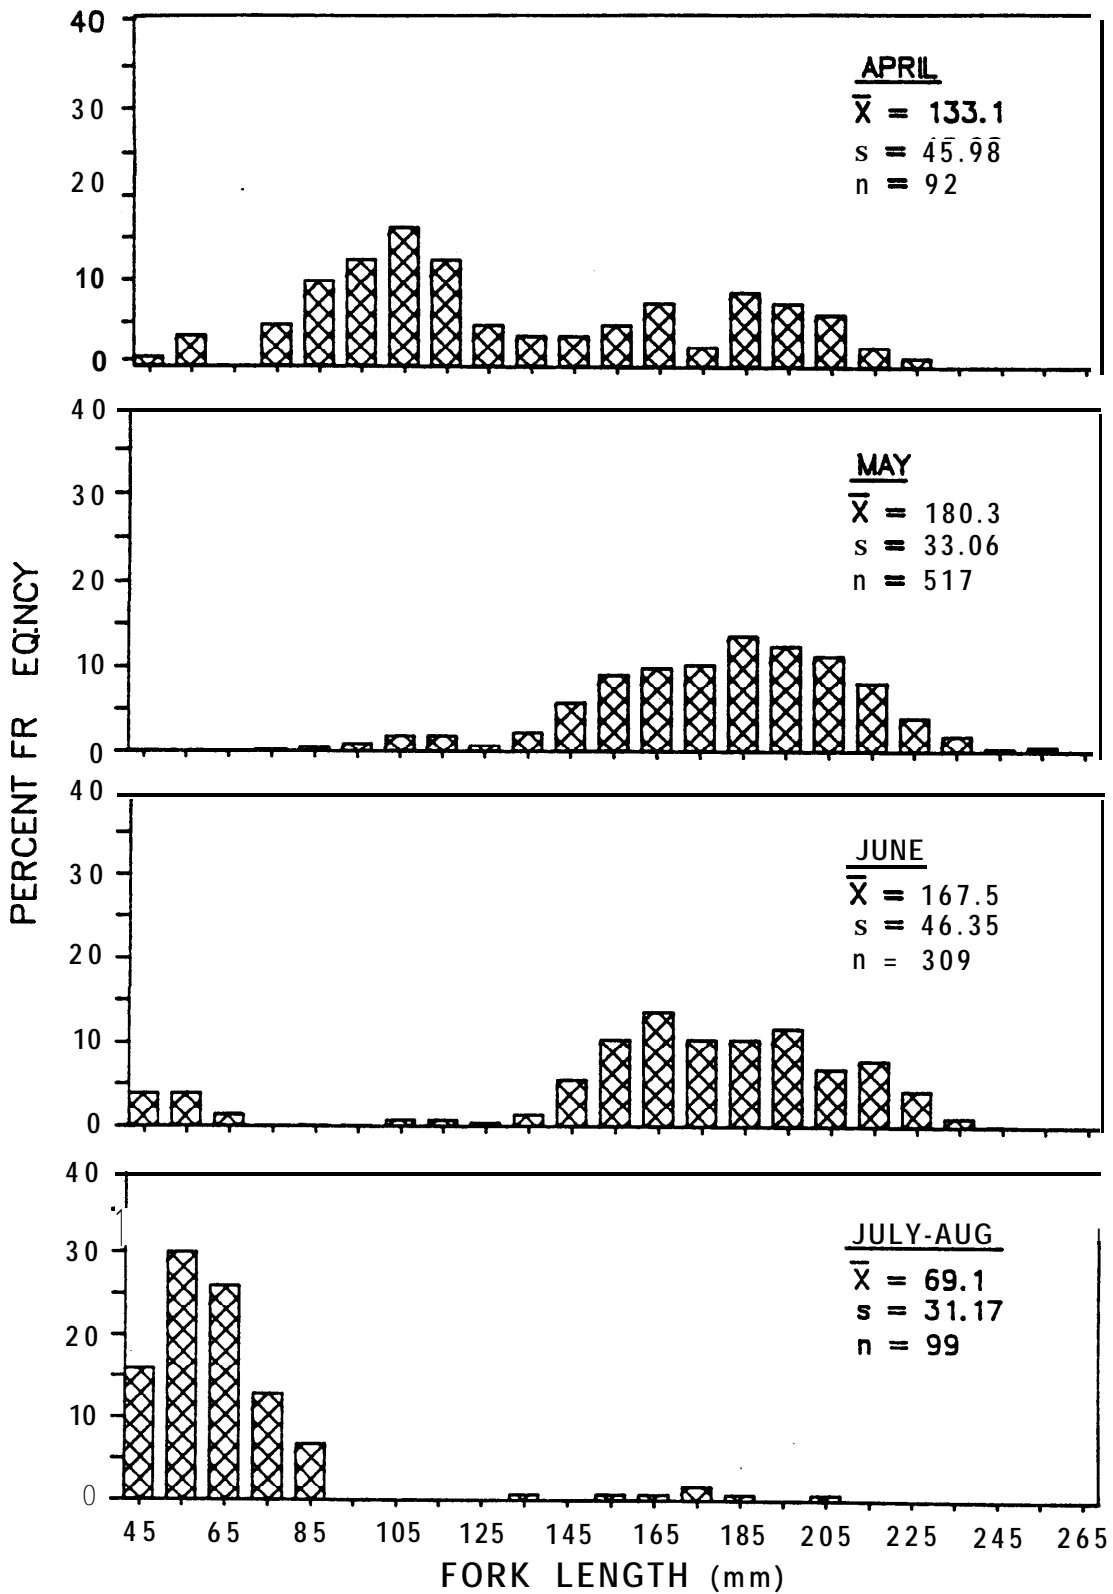 40
30
20
10
0
APRIL
X̄ = 133.1
s = 45.98
n = 92
40
30
20
10
0
MAY
X̄ = 180.3
s = 33.06
n = 517
40
30
20
10
0
JUNE
X̄ = 167.5
s = 46.35
n = 309
40
30
20
10
0
JULY-AUG
X̄ = 69.1
s = 31.17
n = 99
45 65 85 105 125 145 165 185 205 225 245 265
FORK LENGTH (mm)
PERCENT FR EQ.NCY